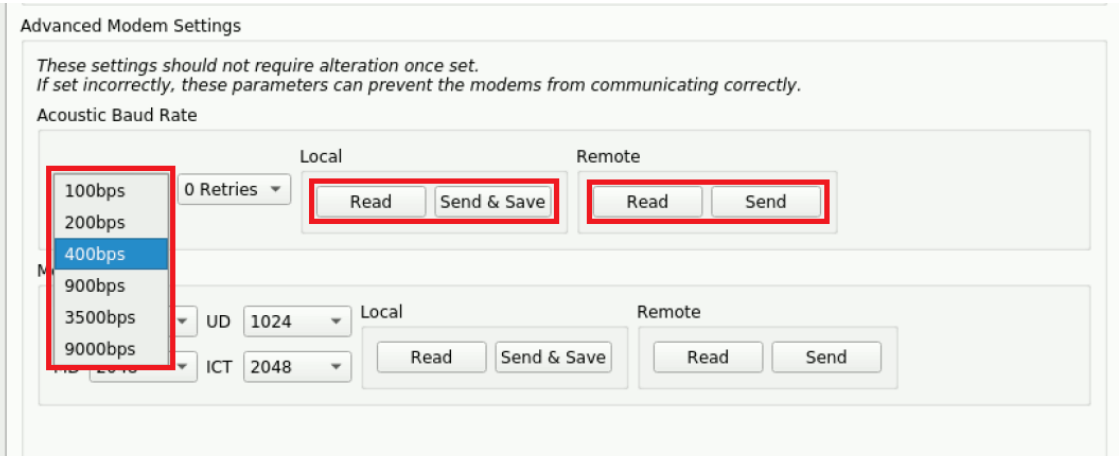 Advanced Modem Settings
These settings should not require alteration once set.
If set incorrectly, these parameters can prevent the modems from communicating correctly.
Acoustic Baud Rate
Local
Remote
100bps
200bps
400bps
900bps
3500bps
9000bps
0 Retries
Read
Send & Save
Read
Send
Local
Remote
UD 1024
ICT 2048
Read
Send & Save
Read
Send